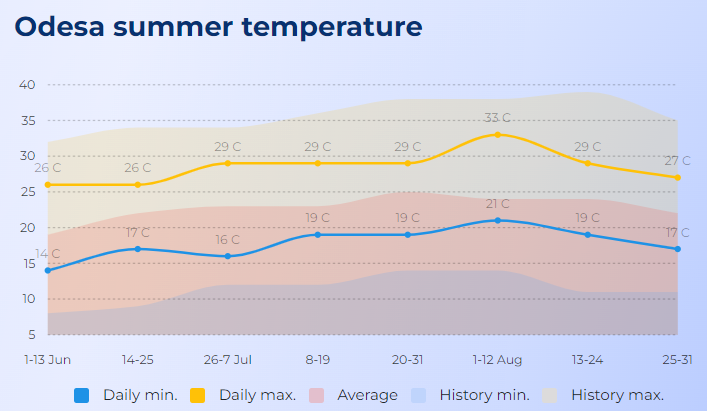 Odesa summer temperature
40
35
30
25
20
15
10
5
33 C
29 C
29 C
29 C
29 C
26 C
26 C
27 C
21 C
19 C
19 C
19 C
17 C
16 C
17 C
14 C
1-13 Jun
14-25
26-7 Jul
8-19
20-31
1-12 Aug
13-24
25-31
Daily min.
Daily max.
Average
History min.
History max.